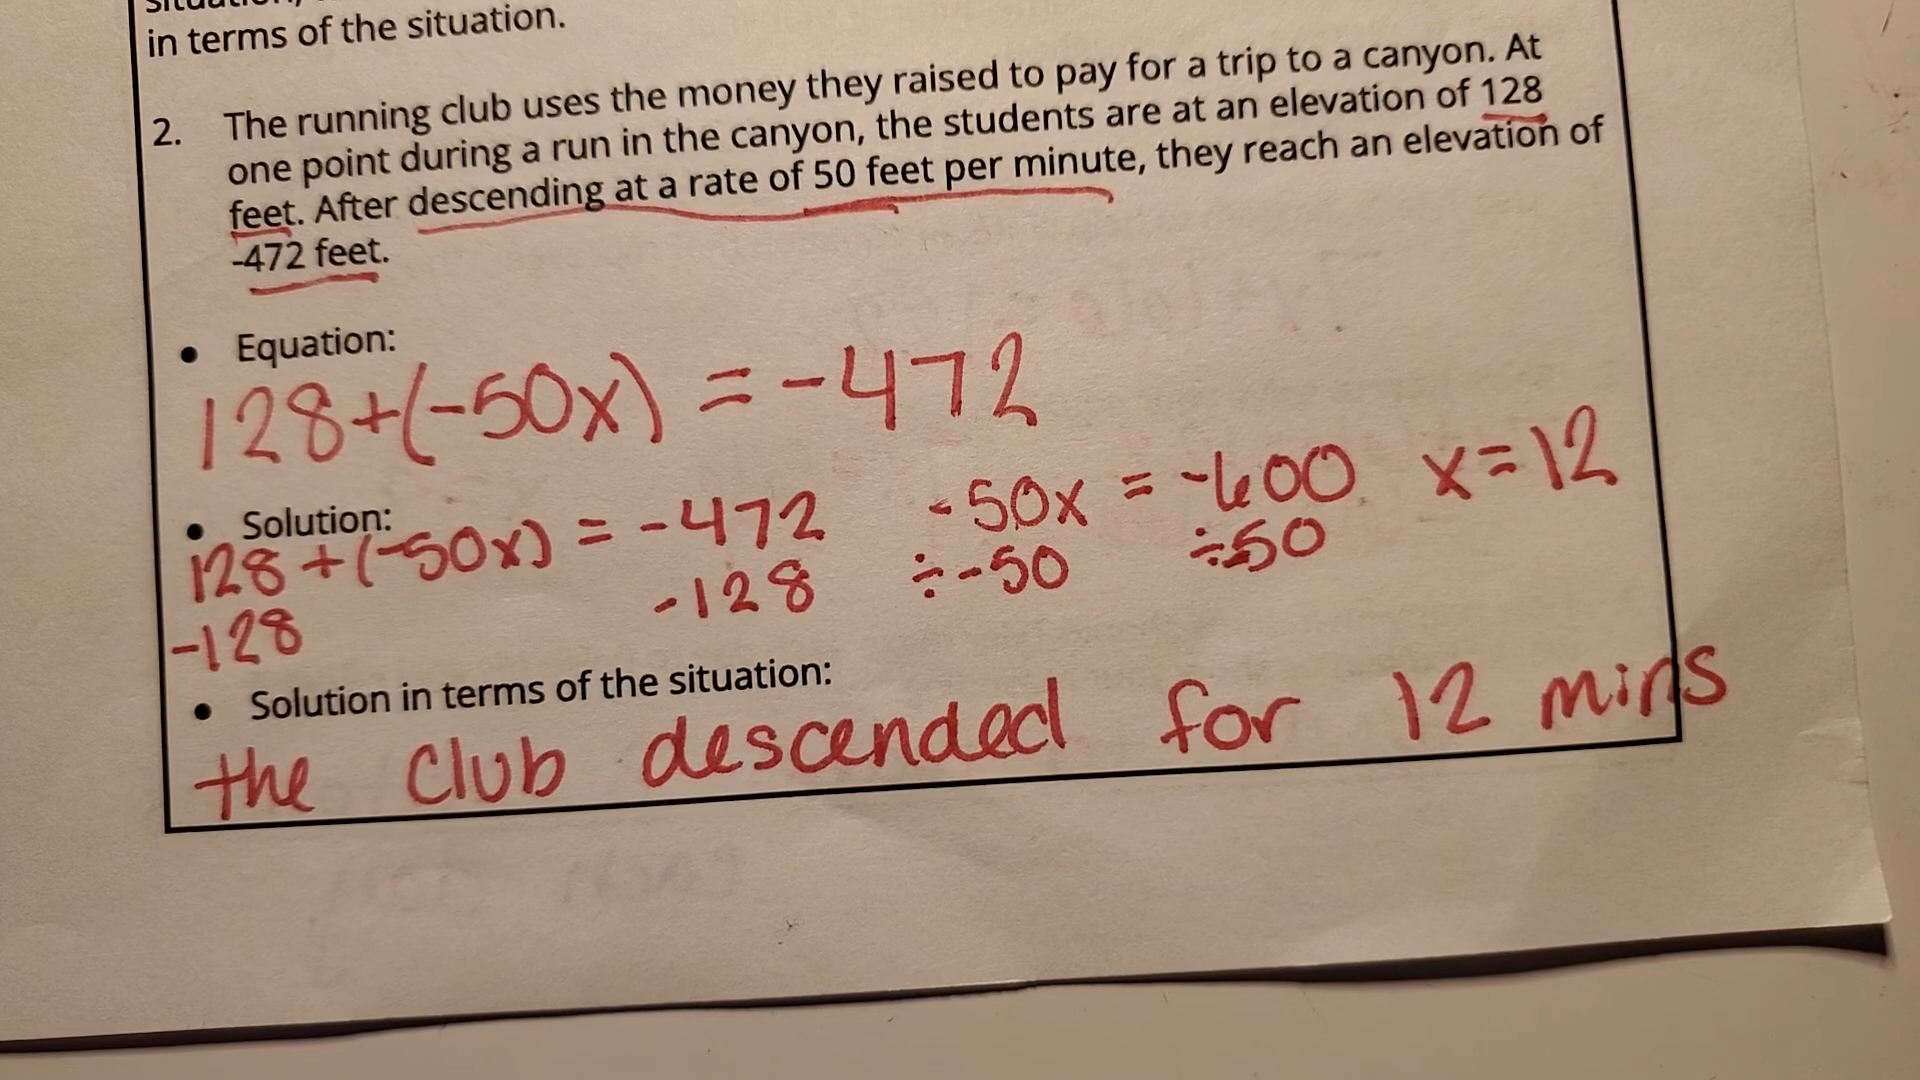 in terms of the situation.
2. The running club uses the money they raised to pay for a trip to a canyon. At
one point during a run in the canyon, the students are at an elevation of 128
feet. After descending at a rate of 50 feet per minute, they reach an elevation of
-472 feet.
• Equation:
128+(-50x) = -472
• Solution:
128 + (-50x) = -472 -50x = -600 x = 12
-128 -128 ÷-50 ÷-50
• Solution in terms of the situation:
the club descended for 12 mins